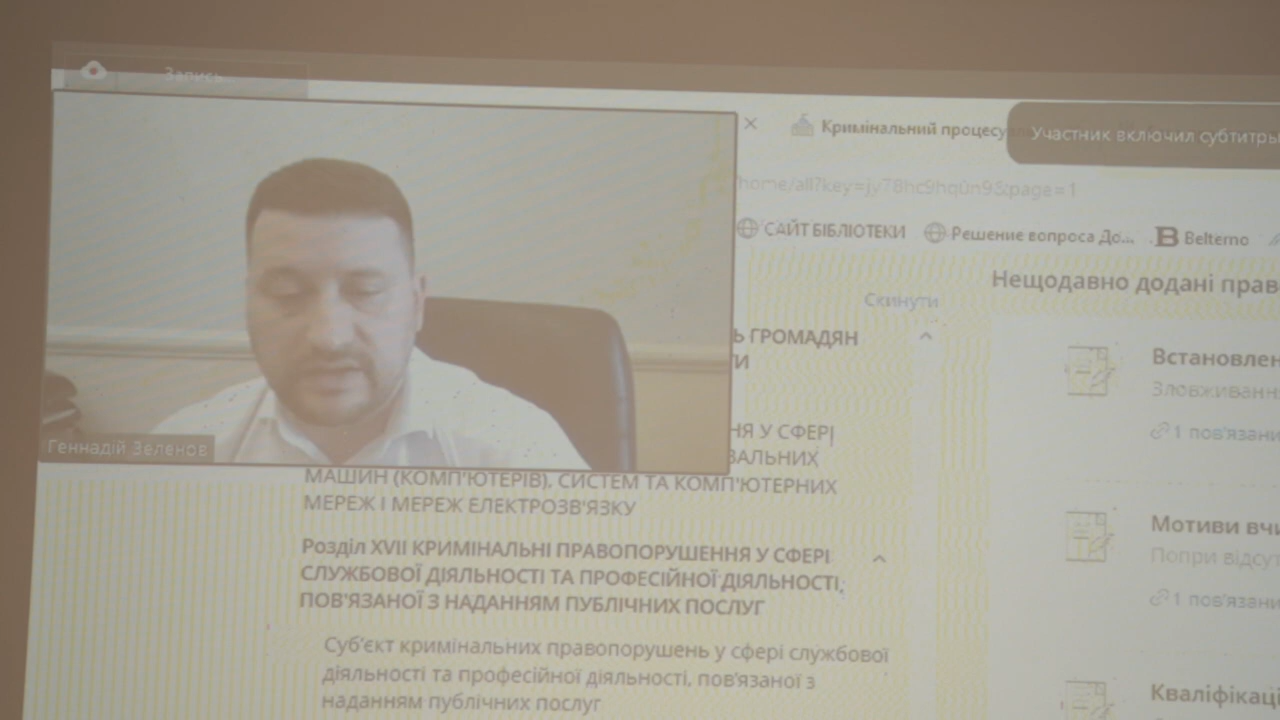 Запись...
Кримінальний процесу
Участник включил субтитры
home/all?key=jy78hc9hqun9&page=1
САЙТ БІБЛІОТЕКИ
Решение вопроса До...
B Belterno
Нещодавно додані прав
Скинути
Ь ГРОМАДЯН
И
НЯ У СФЕРІ
ВАЛЬНИХ
МАШИН (КОМП'ЮТЕРІВ), СИСТЕМ ТА КОМП'ЮТЕРНИХ
МЕРЕЖ І МЕРЕЖ ЕЛЕКТРОЗВ'ЯЗКУ
Розділ XVII КРИМІНАЛЬНІ ПРАВОПОРУШЕННЯ У СФЕРІ
СЛУЖБОВОЇ ДІЯЛЬНОСТІ ТА ПРОФЕСІЙНОЇ ДІЯЛЬНОСТІ,
ПОВ'ЯЗАНОЇ З НАДАННЯМ ПУБЛІЧНИХ ПОСЛУГ
Суб'єкт кримінальних правопорушень у сфері службової
діяльності та професійної діяльності, пов'язаної з
наданням публічних послуг
Геннадій Зеленов
Встановлен
Зловживанн
1 пов'язани
Мотиви вчи
Попри відсут
1 пов'язани
Кваліфікаці